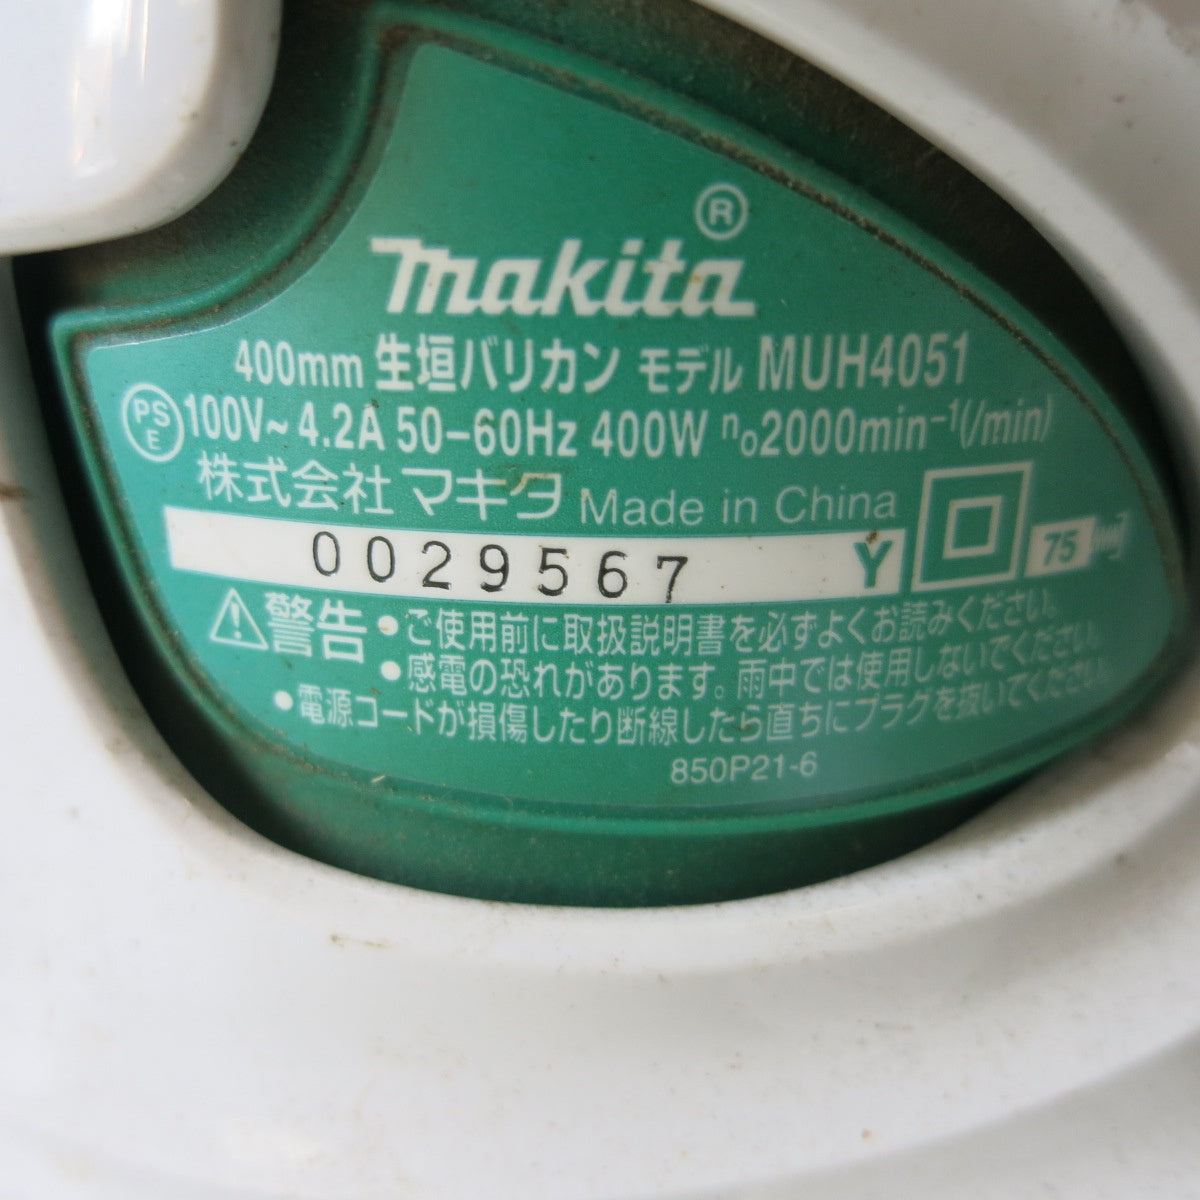 makita®
400mm 生垣バリカン モデル MUH4051
PSE 100V~ 4.2A 50-60Hz 400W n₀2000min⁻¹(/min)
株式会社 マキタ Made in China
0029567 Y 75
警告 •ご使用前に取扱説明書を必ずよくお読みください。
•感電の恐れがあります。雨中では使用しないでください。
•電源コードが損傷したり断線したら直ちにプラグを抜いてください。
850P21-6